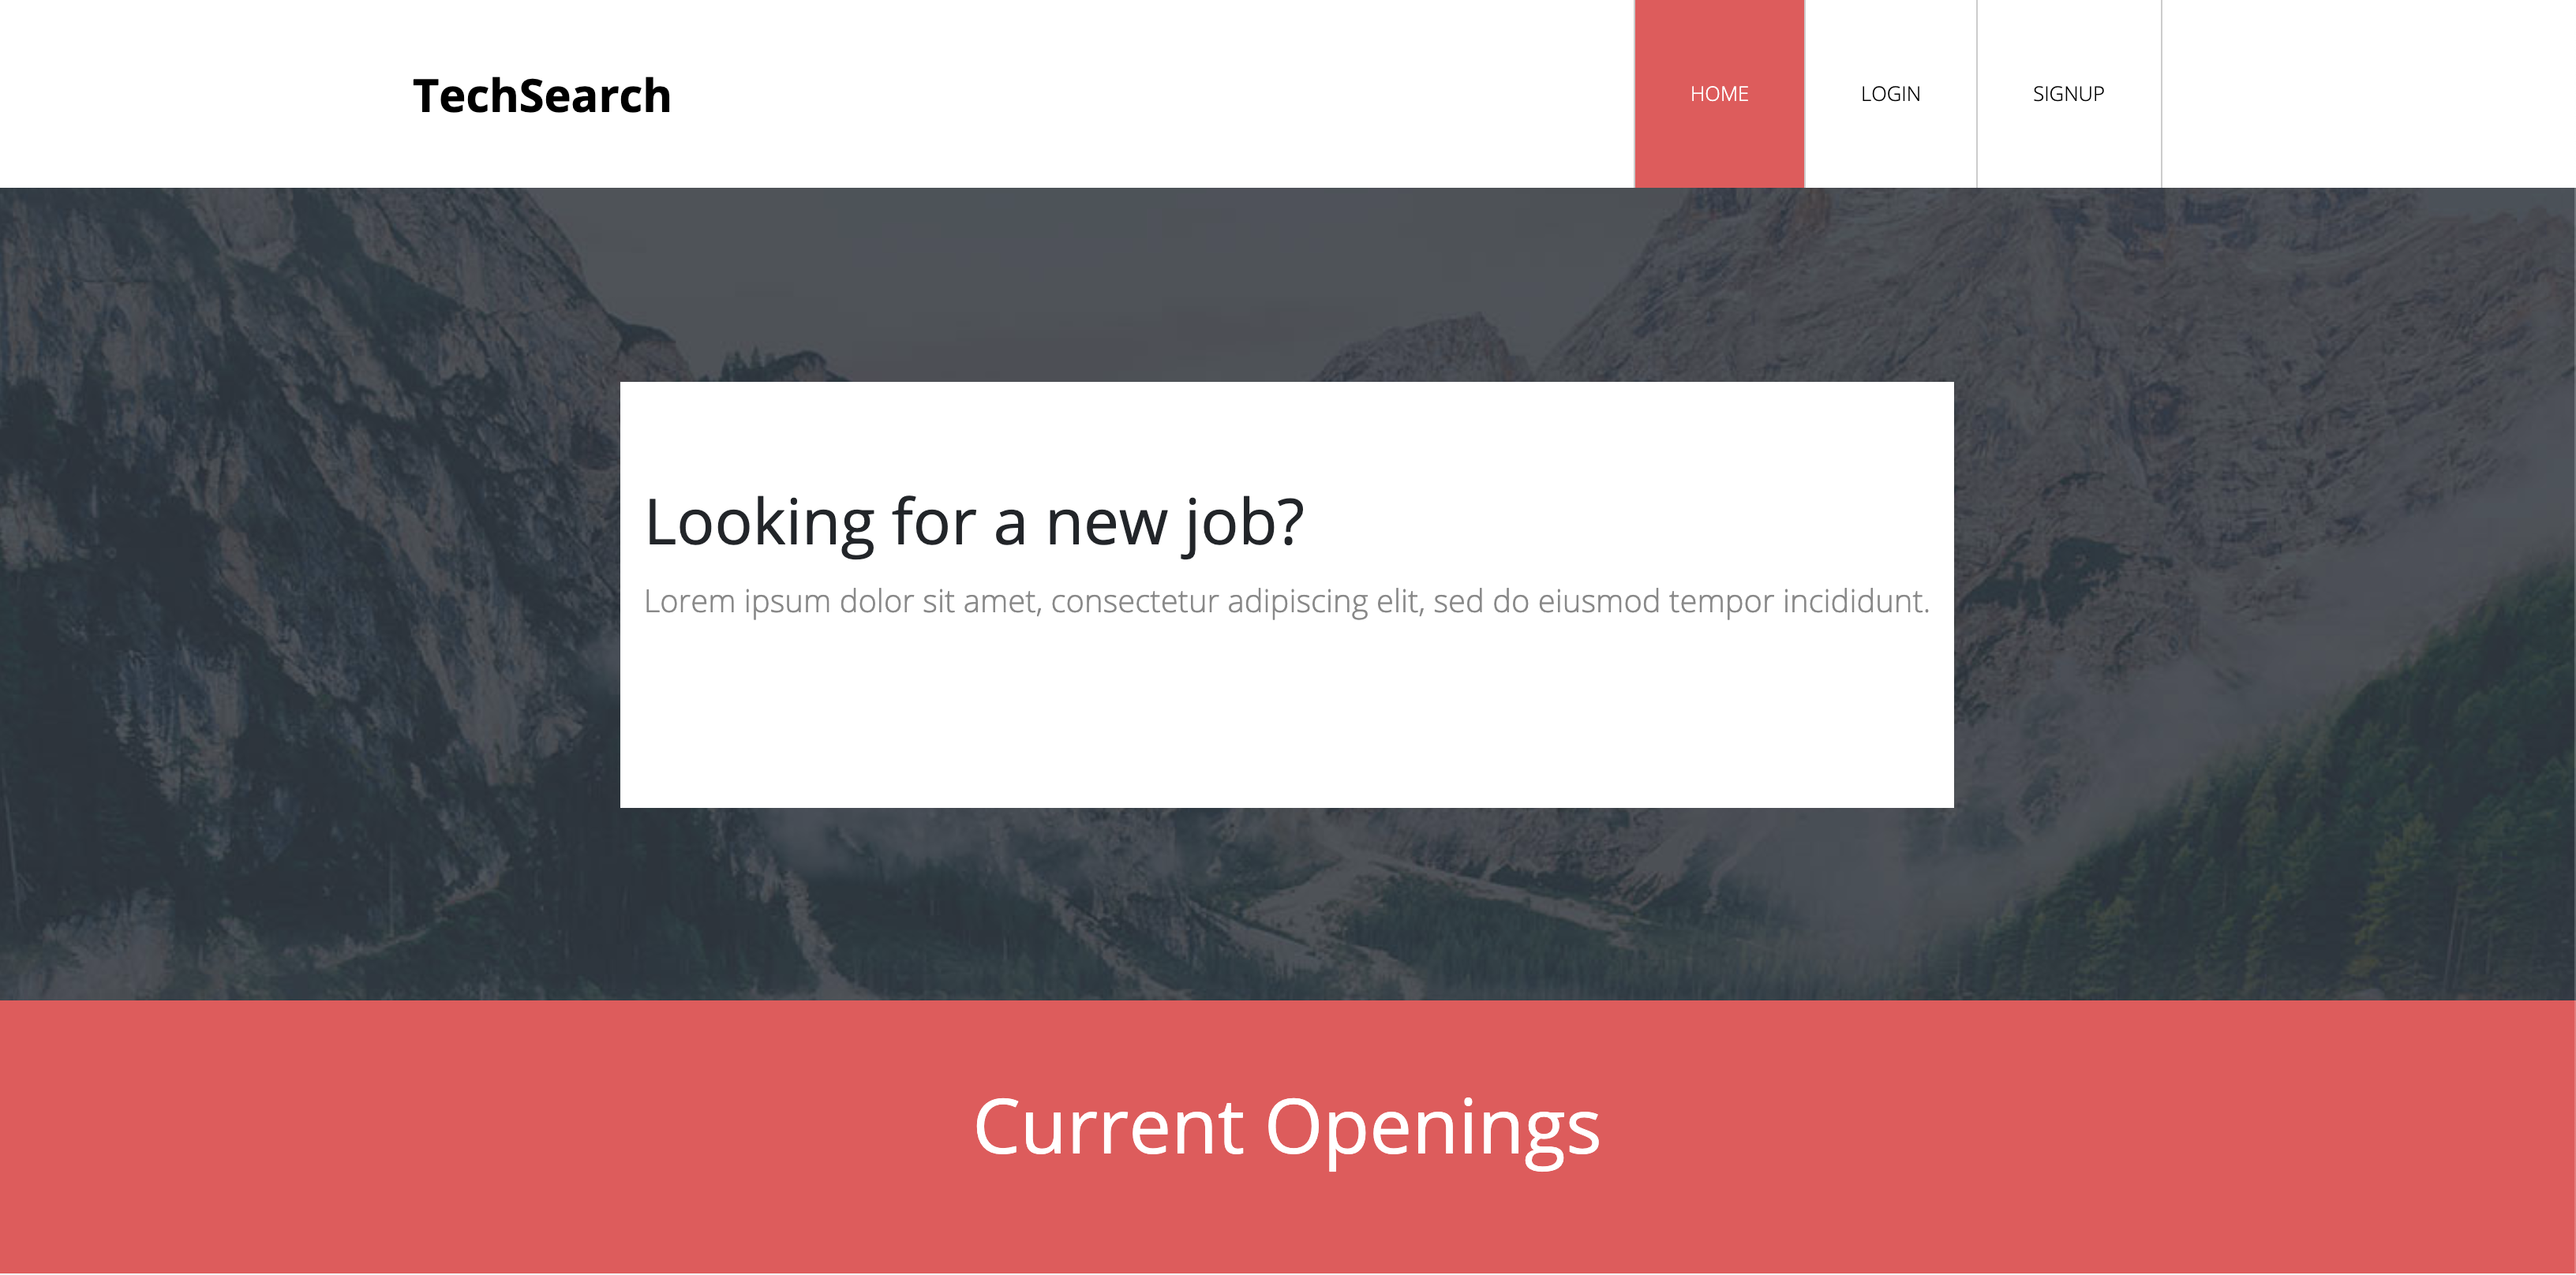 TechSearch
HOME LOGIN SIGNUP
Looking for a new job?
Lorem ipsum dolor sit amet, consectetur adipiscing elit, sed do eiusmod tempor incididunt.
Current Openings